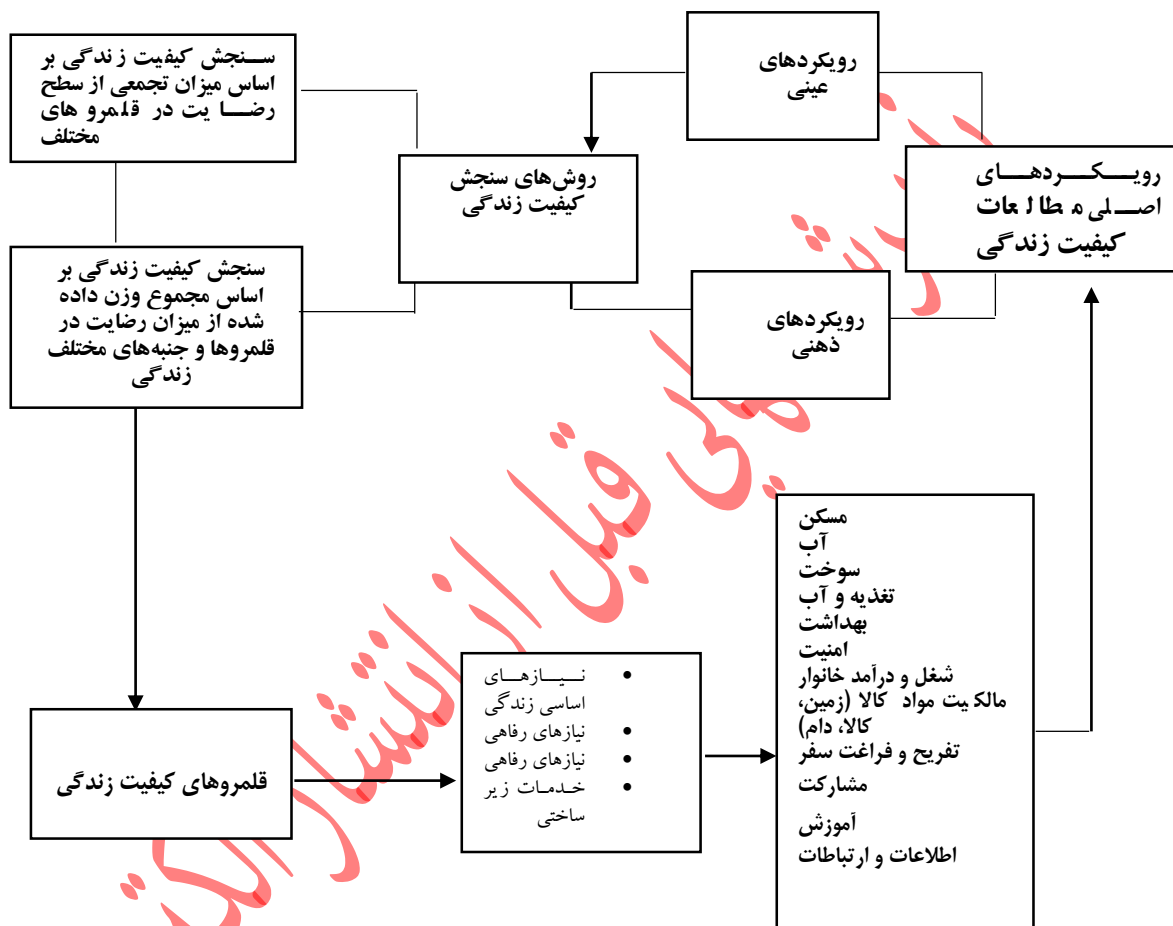 رویکردهای
عینی
سنجش کیفیت زندگی بر
اساس میزان تجمعی از سطح
رضایت در قلمرو های
مختلف
روش‌های سنجش
کیفیت زندگی
رویکردهای
اصلی مطالعات
کیفیت زندگی
سنجش کیفیت زندگی بر
اساس مجموع وزن داده
شده از میزان رضایت در
قلمروها و جنبه‌های مختلف
زندگی
رویکردهای
ذهنی
مسکن
آب
سوخت
تغذیه و آب
بهداشت
امنیت
شغل و درآمد خانوار
مالکیت مواد کالا (زمین،
کالا، دام)
تفریح و فراغت سفر
مشارکت
آموزش
اطلاعات و ارتباطات
• نیازهای
اساسی زندگی
• نیازهای رفاهی
• نیازهای رفاهی
• خدمات زیر
ساختی
قلمروهای کیفیت زندگی
قبل از انتشار